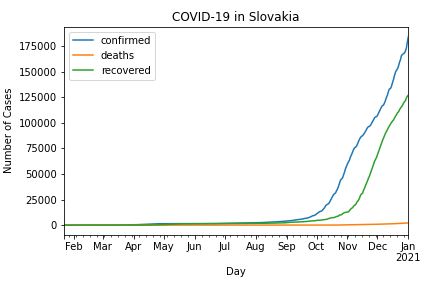 COVID-19 in Slovakia
confirmed
deaths
recovered
Number of Cases
175000
150000
125000
100000
75000
50000
25000
0
Feb Mar Apr May Jun Jul Aug Sep Oct Nov Dec Jan
2021
Day